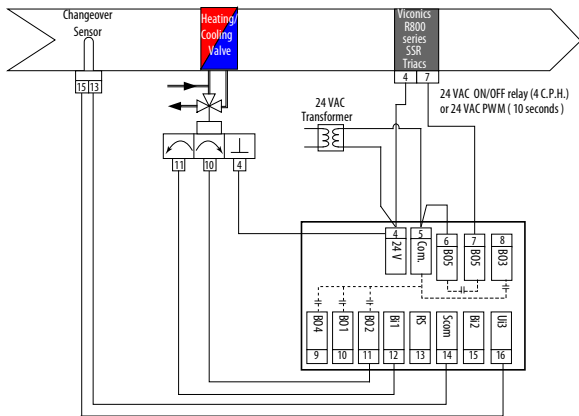 Changeover
Sensor
15 13
Heating/
Cooling
Valve
Viconics
R800
series
SSR
Triacs
4 7
24 VAC ON/OFF relay (4 C.P.H.)
or 24 VAC PWM ( 10 seconds )
24 VAC
Transformer
11 10 4
4 5 6 7 8
24 V Com. BO5 BO5 BO3
BO4 BO1 BO2 Bi1 RS Scom Bi2 Ui3
9 10 11 12 13 14 15 16